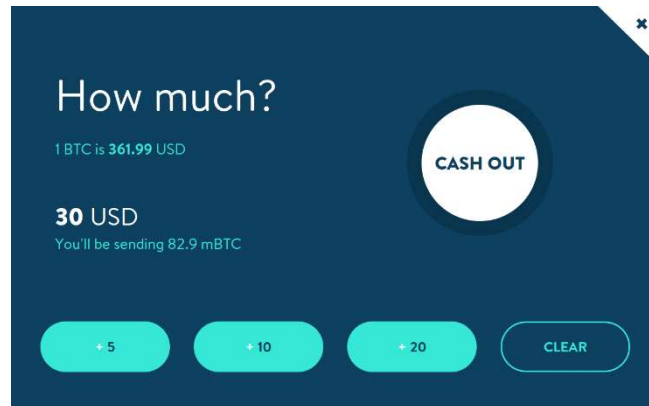 ✖
How much?
1 BTC is 361.99 USD
CASH OUT
30 USD
You'll be sending 82.9 mBTC
+ 5
+ 10
+ 20
CLEAR